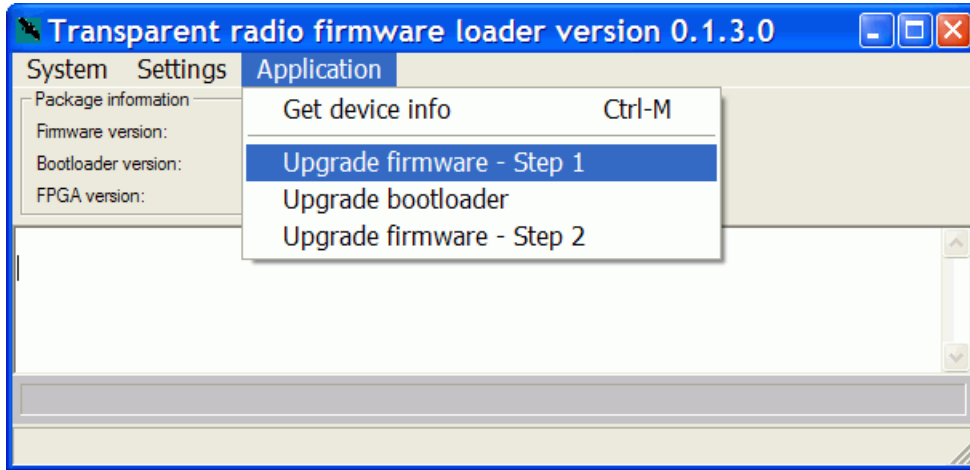 Transparent radio firmware loader version 0.1.3.0
System Settings Application
Package information
Firmware version:
Bootloader version:
FPGA version:
Get device info Ctrl-M
Upgrade firmware - Step 1
Upgrade bootloader
Upgrade firmware - Step 2